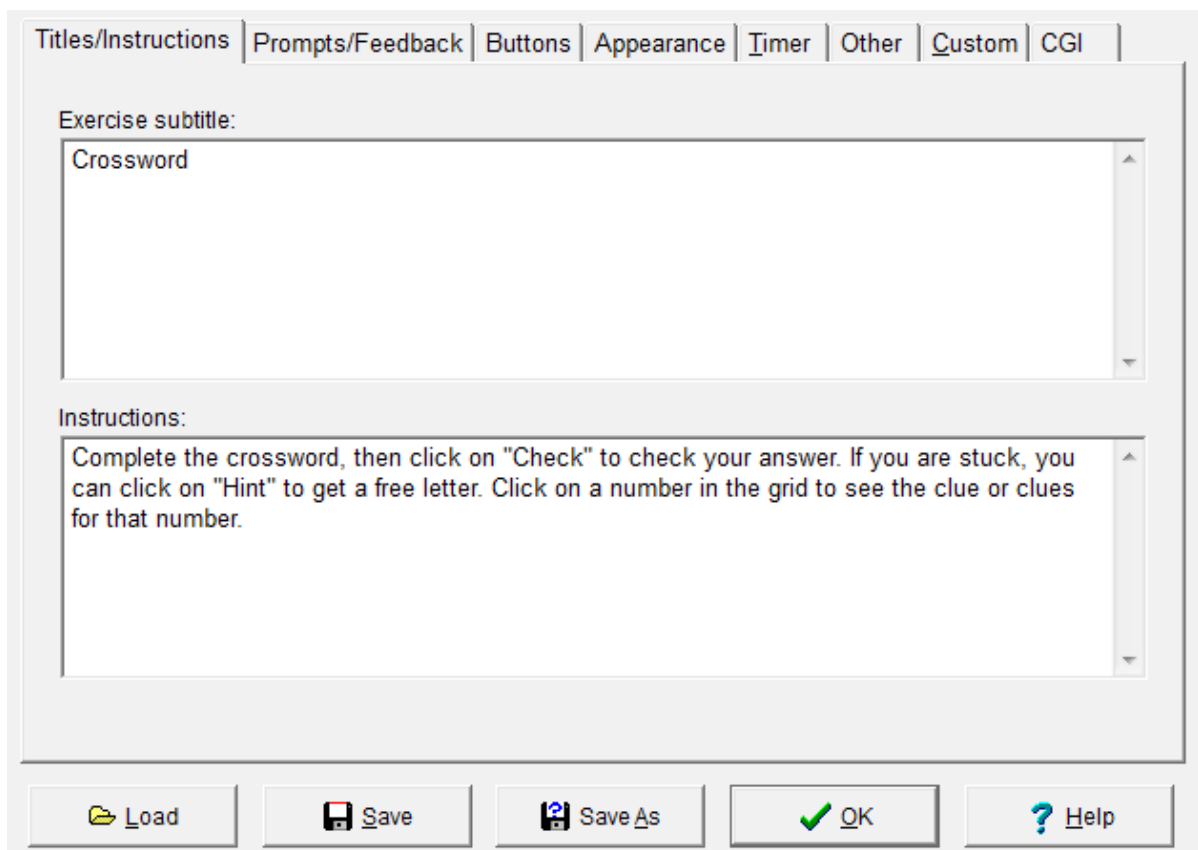 Titles/Instructions Prompts/Feedback Buttons Appearance Timer Other Custom CGI
Exercise subtitle:
Crossword
Instructions:
Complete the crossword, then click on "Check" to check your answer. If you are stuck, you
can click on "Hint" to get a free letter. Click on a number in the grid to see the clue or clues
for that number.
Load Save Save As OK Help